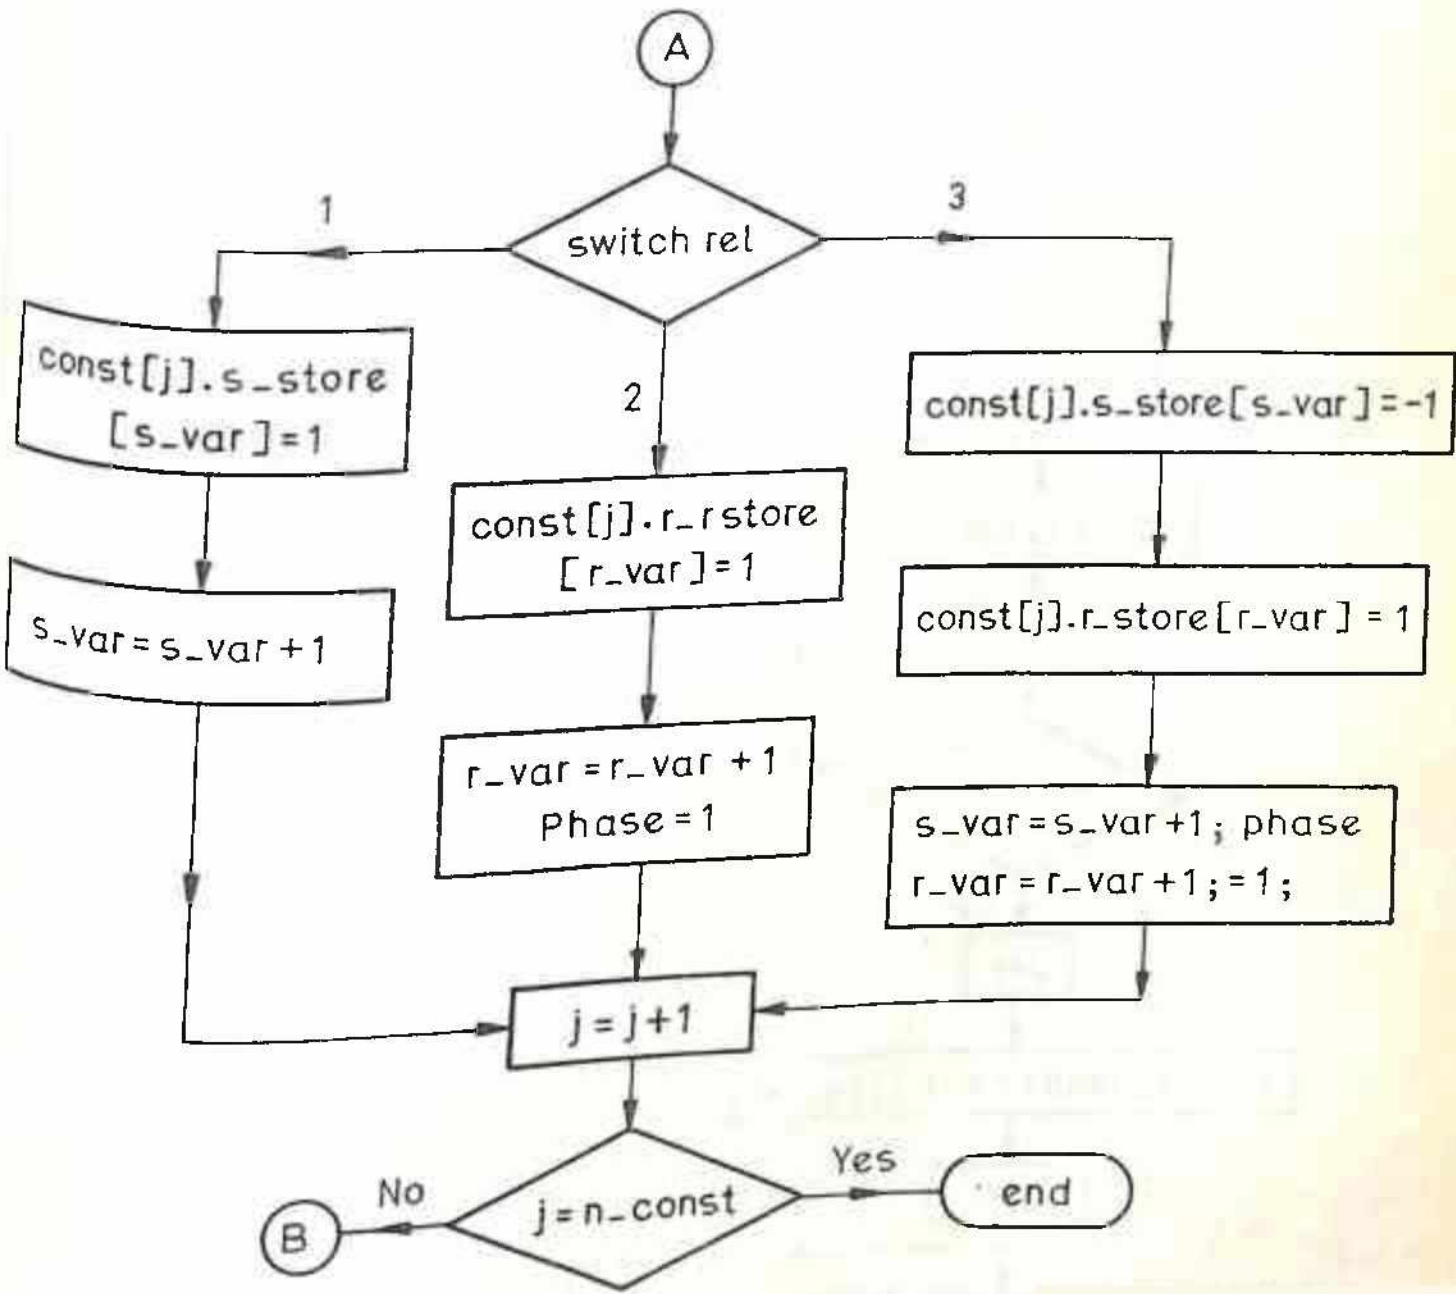 A
switch rel
1
3
2
const[j].s_store
[s_var]=1
s_var=s_var+1
const[j].r_rstore
[r_var]=1
r_var=r_var+1
Phase=1
const[j].s_store[s_var]=-1
const[j].r_store[r_var]=1
s_var=s_var+1; phase
r_var=r_var+1;=1;
j=j+1
j=n_const
No
B
Yes
end